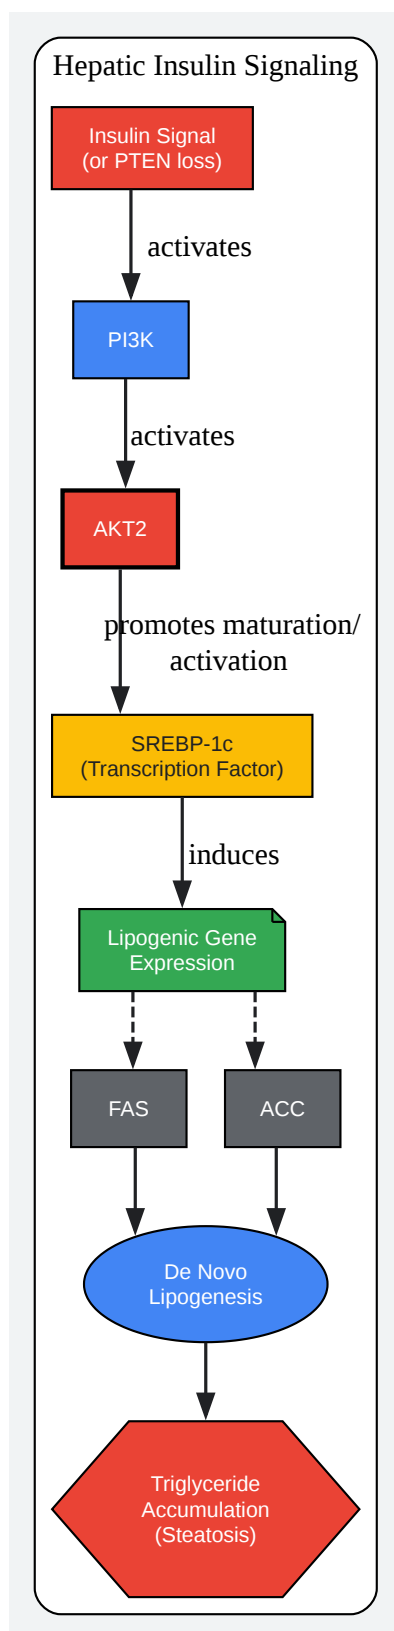 Hepatic Insulin Signaling
Insulin Signal
(or PTEN loss)
activates
PI3K
activates
AKT2
promotes maturation/
activation
SREBP-1c
(Transcription Factor)
induces
Lipogenic Gene
Expression
FAS
ACC
De Novo
Lipogenesis
Triglyceride
Accumulation
(Steatosis)